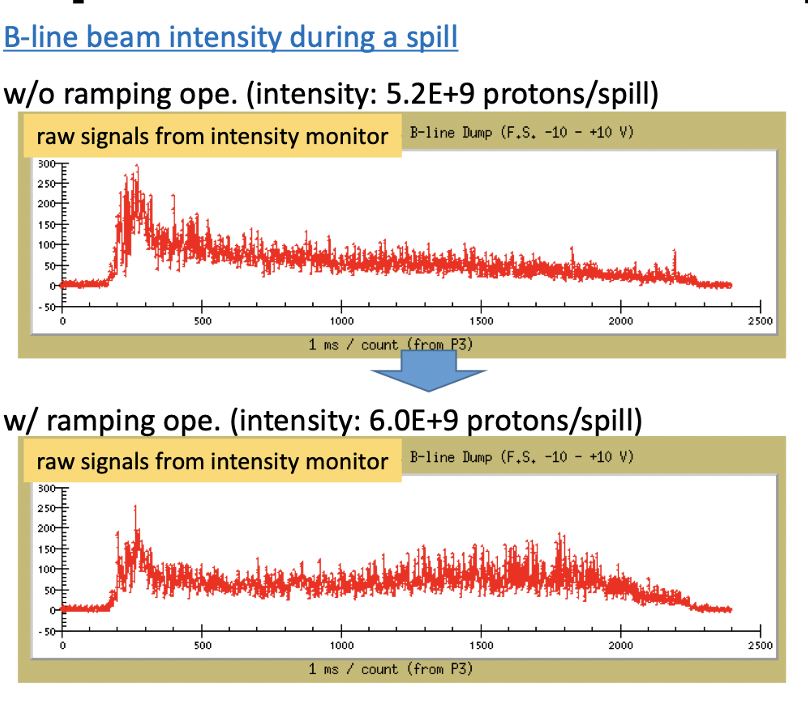 B-line beam intensity during a spill
w/o ramping ope. (intensity: 5.2E+9 protons/spill)
raw signals from intensity monitor
B-line Dump (F.S. -10 - +10 V)
300
250
200
150
100
50
0
-50
0 500 1000 1500 2000 2500
1 ms / count (from P3)
w/ ramping ope. (intensity: 6.0E+9 protons/spill)
raw signals from intensity monitor
B-line Dump (F.S. -10 - +10 V)
300
250
200
150
100
50
0
-50
0 500 1000 1500 2000 2500
1 ms / count (from P3)